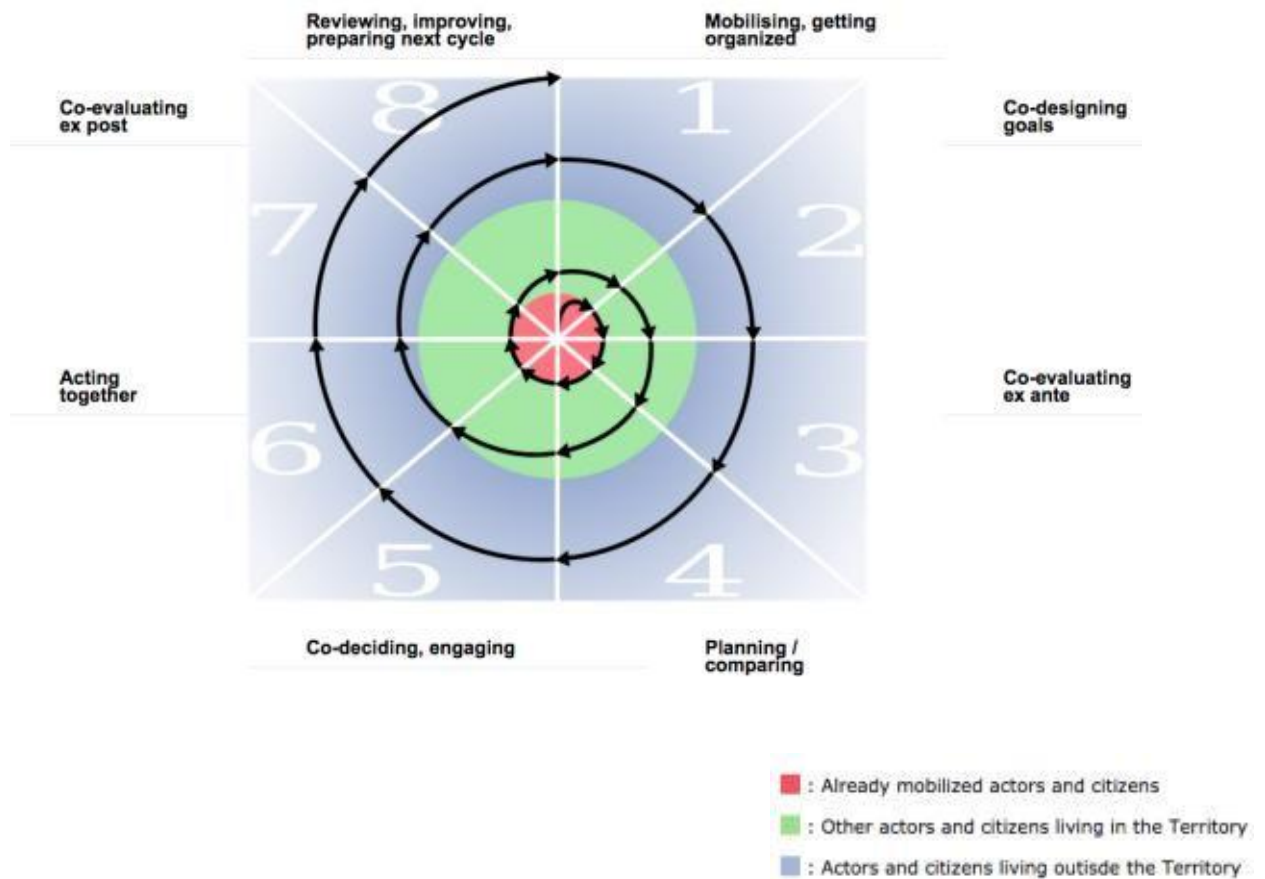 Reviewing, improving,
preparing next cycle
Mobilising, getting
organized
Co-evaluating
ex post
Co-designing
goals
8
1
7
2
Acting
together
Co-evaluating
ex ante
6
3
5
4
Co-deciding, engaging
Planning /
comparing
: Already mobilized actors and citizens
: Other actors and citizens living in the Territory
: Actors and citizens living outisde the Territory